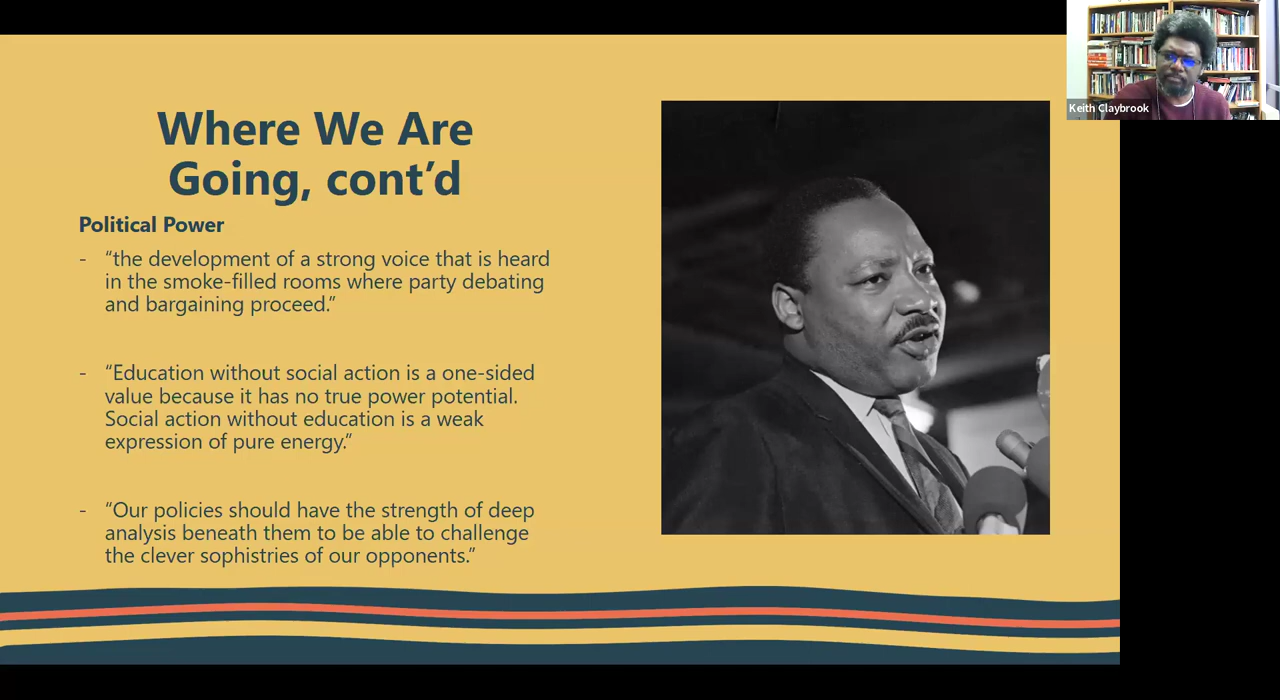 Where We Are
Going, cont’d
Political Power
- “the development of a strong voice that is heard
in the smoke-filled rooms where party debating
and bargaining proceed.”
- “Education without social action is a one-sided
value because it has no true power potential.
Social action without education is a weak
expression of pure energy.”
- “Our policies should have the strength of deep
analysis beneath them to be able to challenge
the clever sophistries of our opponents.”
Keith Claybrook